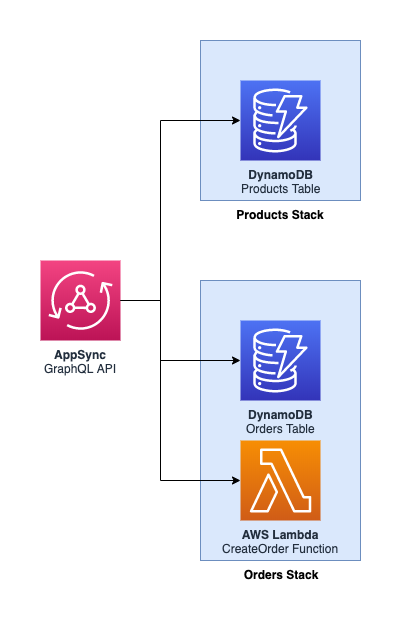 DynamoDB
Products Table
Products Stack
AppSync
GraphQL API
DynamoDB
Orders Table
AWS Lambda
CreateOrder Function
Orders Stack